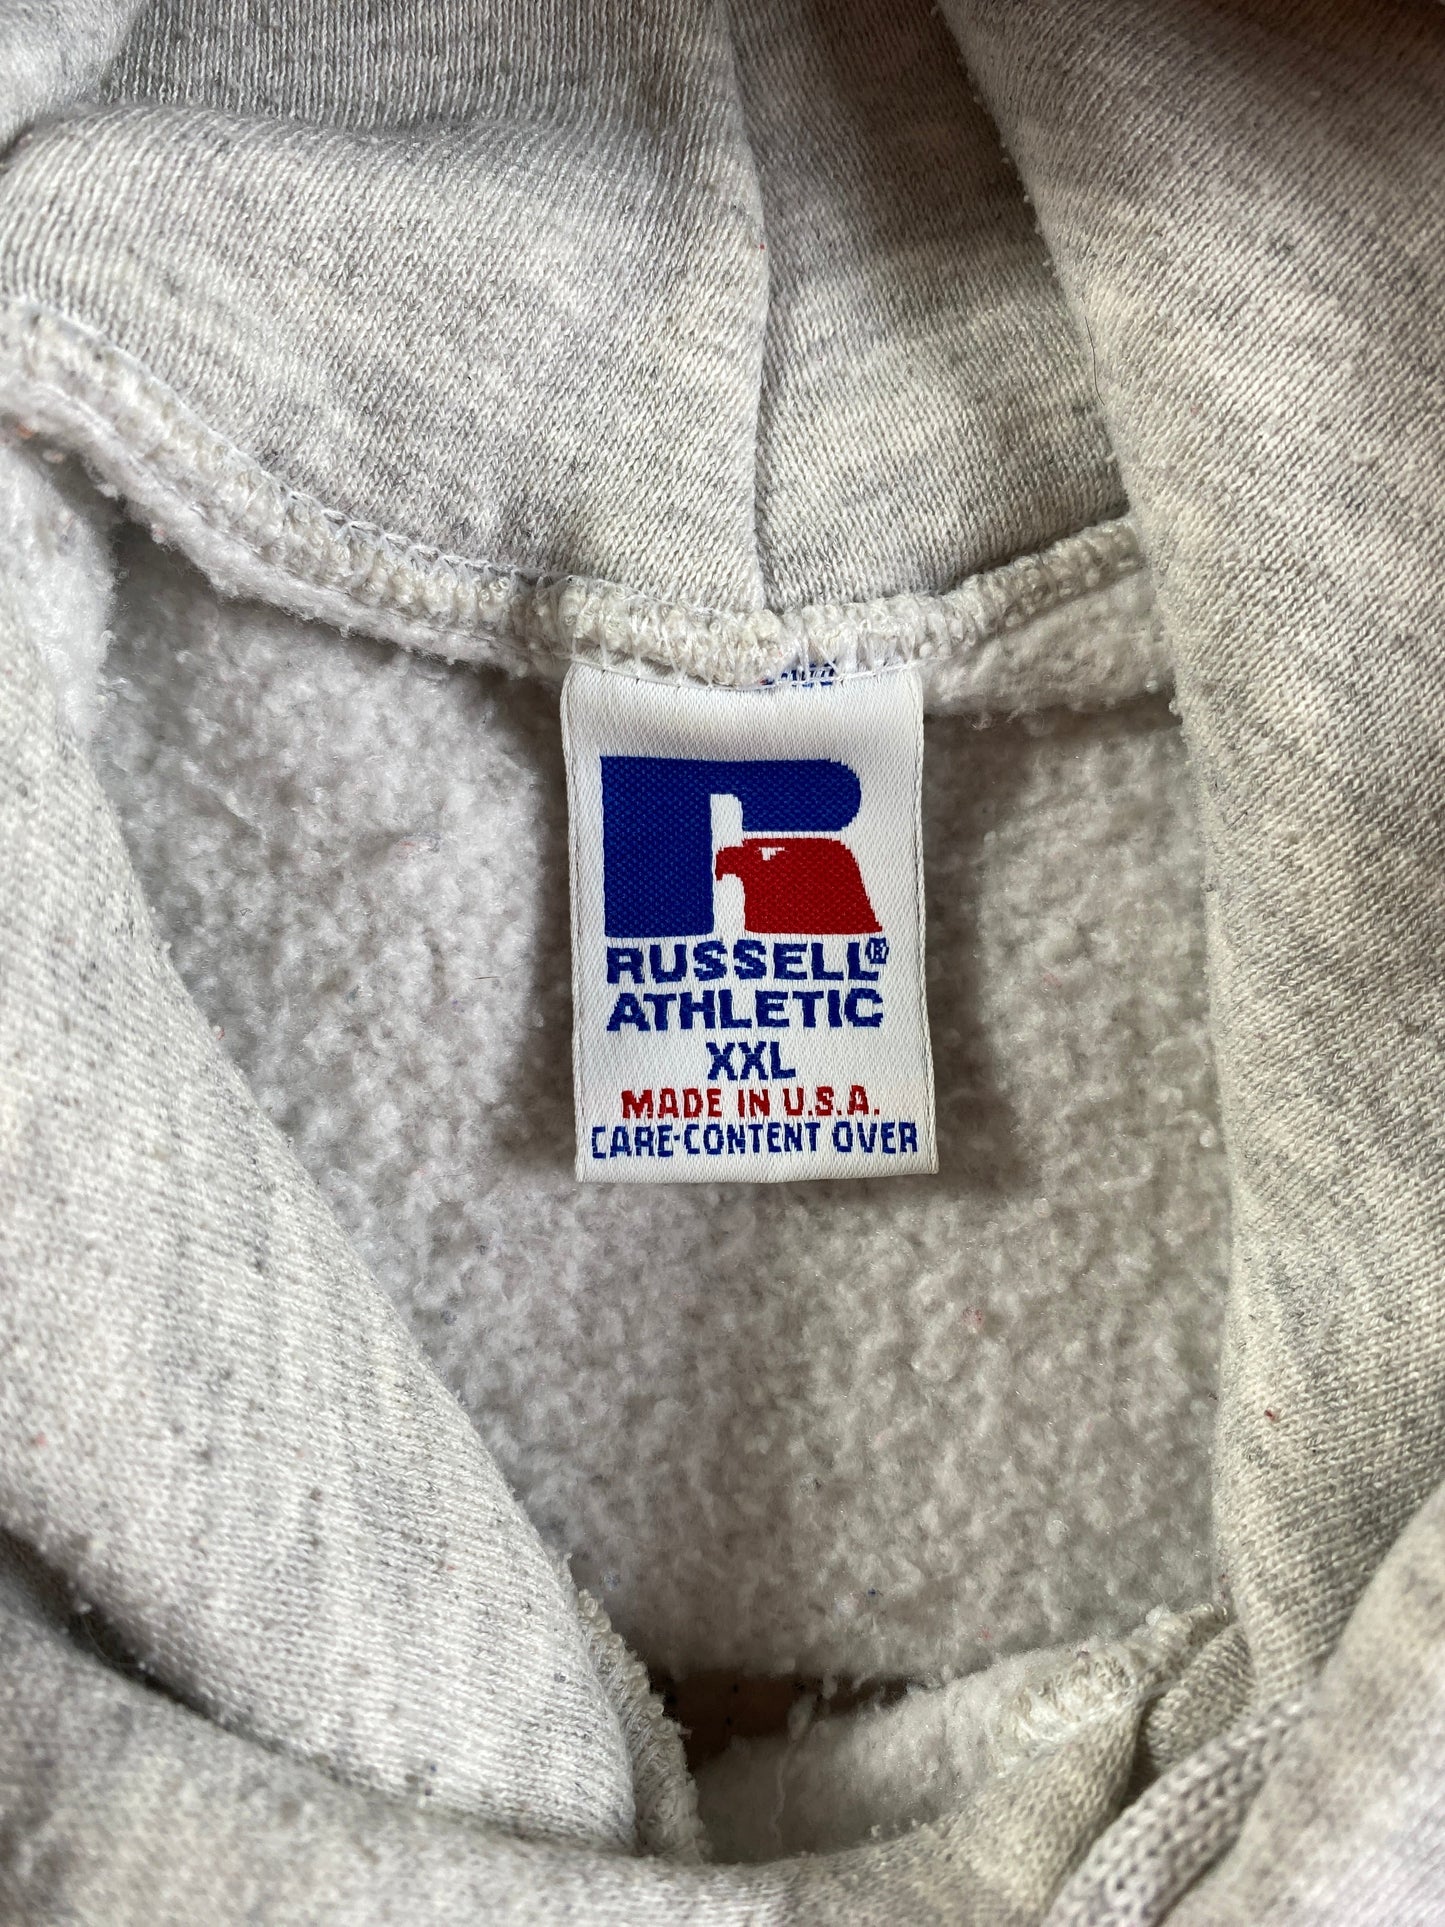 RUSSELL®
ATHLETIC
XXL
MADE IN U.S.A.
CARE-CONTENT OVER